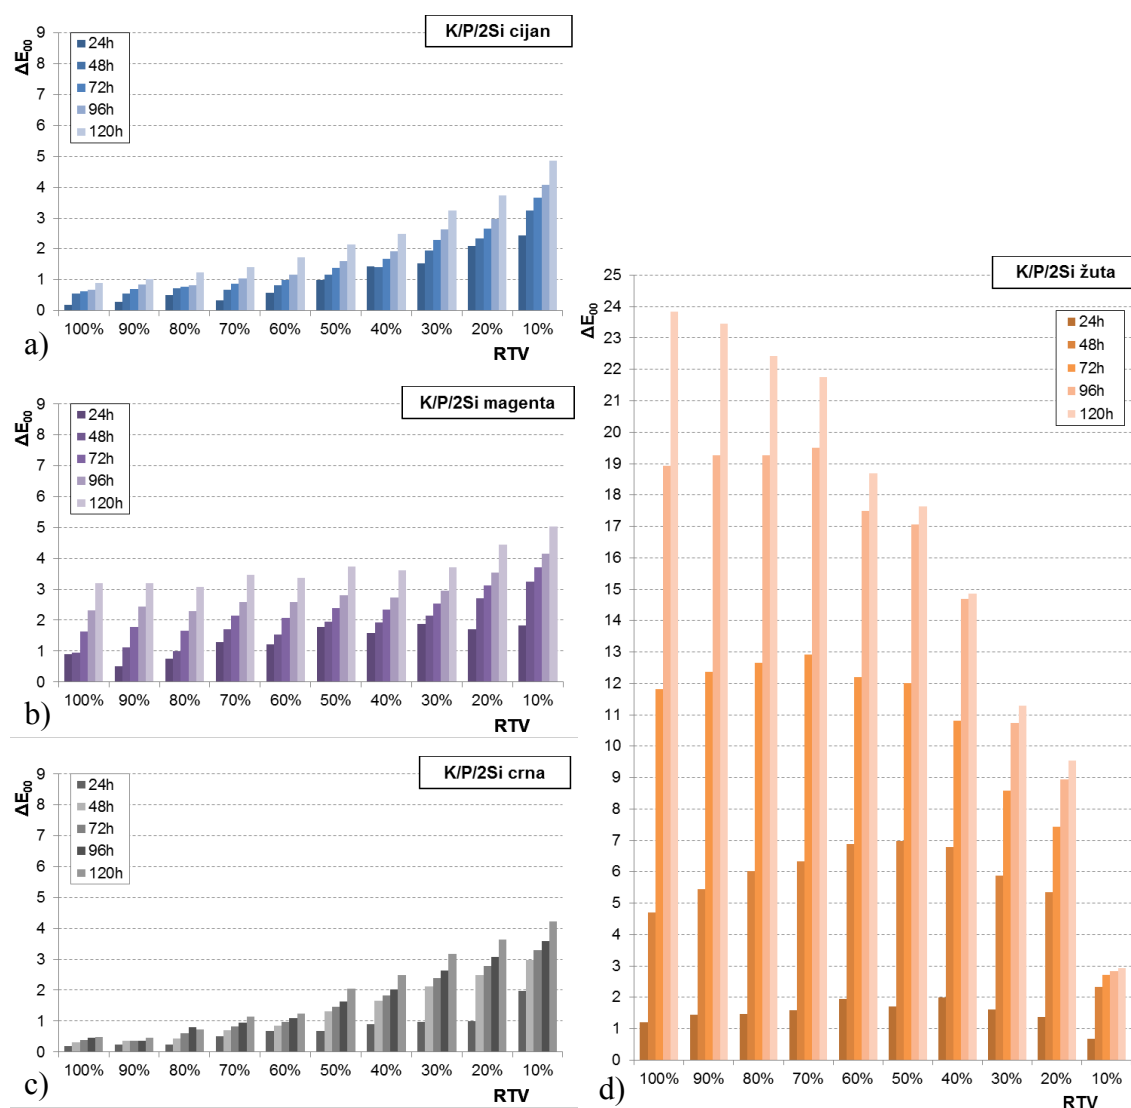 K/P/2Si cijan
ΔE₀₀
9
8
7
6
5
4
3
2
1
0
24h
48h
72h
96h
120h
100% 90% 80% 70% 60% 50% 40% 30% 20% 10%
RTV
a)
K/P/2Si magenta
ΔE₀₀
9
8
7
6
5
4
3
2
1
0
24h
48h
72h
96h
120h
100% 90% 80% 70% 60% 50% 40% 30% 20% 10%
RTV
b)
K/P/2Si crna
ΔE₀₀
9
8
7
6
5
4
3
2
1
0
24h
48h
72h
96h
120h
100% 90% 80% 70% 60% 50% 40% 30% 20% 10%
RTV
c)
K/P/2Si žuta
ΔE₀₀
25
24
23
22
21
20
19
18
17
16
15
14
13
12
11
10
9
8
7
6
5
4
3
2
1
0
24h
48h
72h
96h
120h
100% 90% 80% 70% 60% 50% 40% 30% 20% 10%
RTV
d)